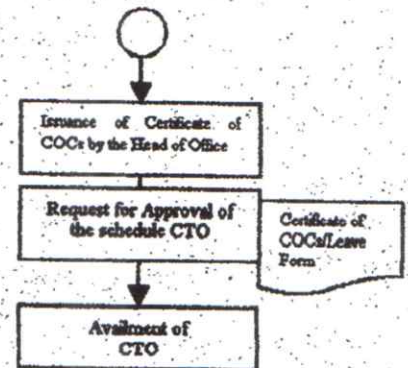 Issuance of Certificate of
COCs by the Head of Office
Request for Approval of
the schedule CTO
Certificate of
COCs/Leave
Form
Availment of
CTO